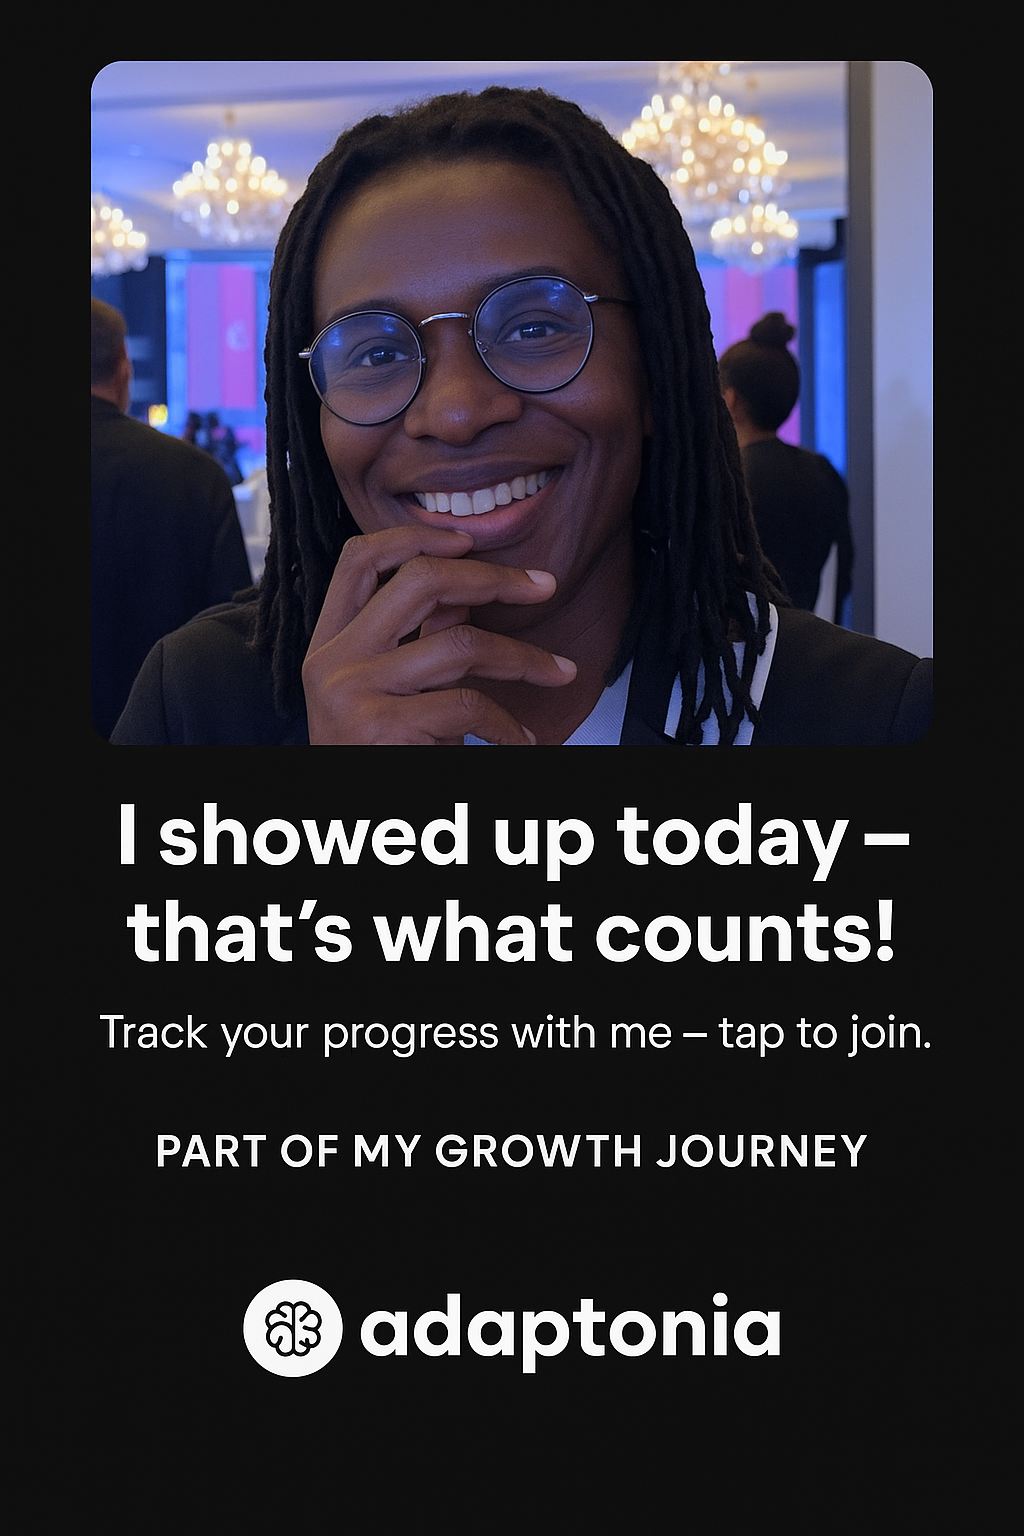 I showed up today –
that’s what counts!
Track your progress with me – tap to join.
PART OF MY GROWTH JOURNEY
adaptonia